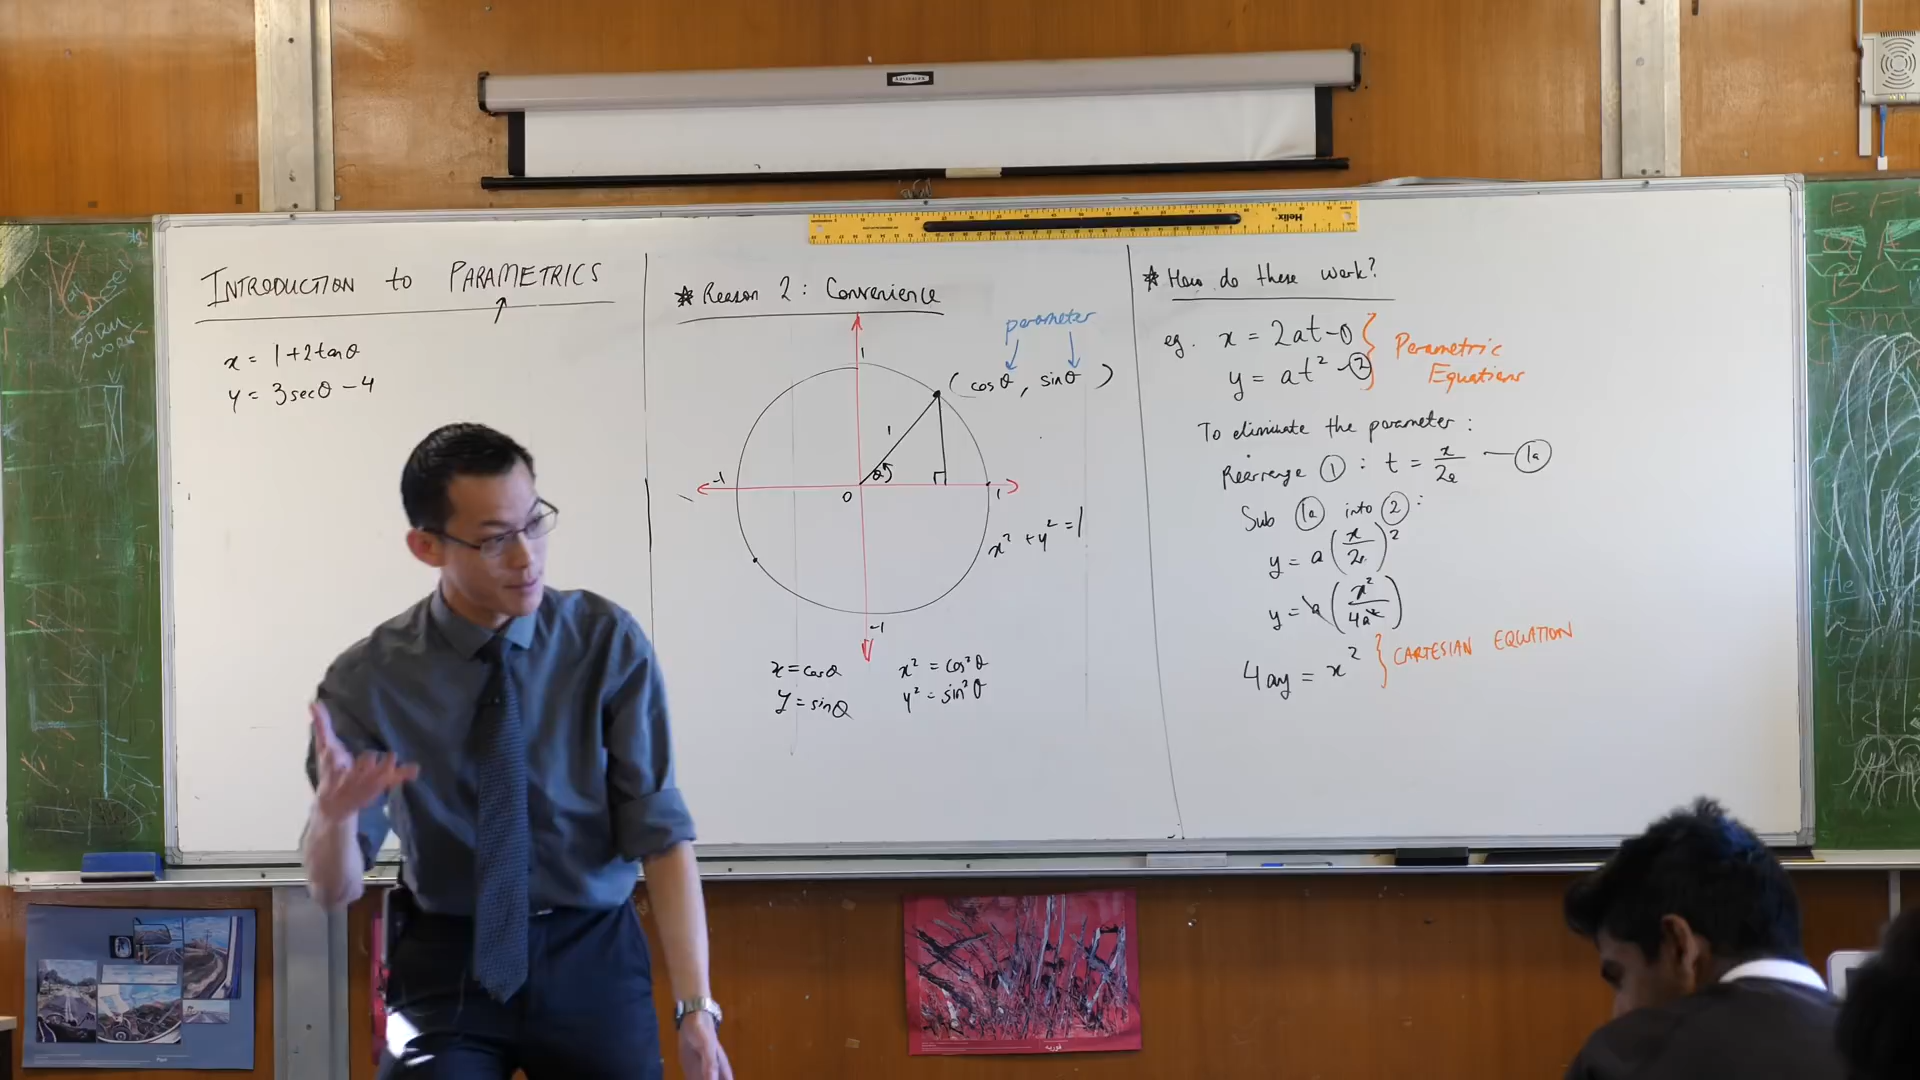 INTRODUCTION to PARAMETRICS
x = 1+2tanθ
y = 3secθ - 4
* Reason 2: Convenience
parameter
(cosθ, sinθ)
1
1
θ
-1
O
1
x² + y² = 1
-1
x = cosθ
y = sinθ
x² = cos²θ
y² = sin²θ
* How do these work?
eg. x = 2at - ①
y = at² - ②
Parametric
Equations
To eliminate the parameter:
Rearrange ①: t = x/2a — ①a
Sub ①a into ②:
y = a(x/2a)²
y = a(x²/4a²)
4ay = x²
CARTESIAN EQUATION
Helix
FORM
WORK